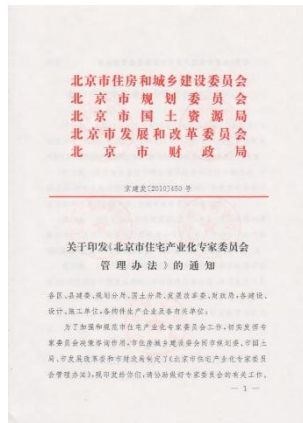 北京市住房和城乡建设委员会
北京市规划委员会
北京市国土资源局
北京市发展和改革委员会
北京市财政局
京建发〔2010〕450号
关于印发《北京市住宅产业化专家委员会
管理办法》的通知
各区、县建委、规划分局、国土分局、发展改革委、财政局，各建设、
设计、施工单位，各构件生产企业及各有关单位：
为了加强和规范市住宅产业化专家委员会工作，切实发挥专
家委员会政策咨询作用，市住房城乡建设委会同市规划委、市国土
局、市发展改革委和市财政局制定了《北京市住宅产业化专家委员
会管理办法》，现印发给你们，请协助做好专家委员会的有关工作。
— 1 —